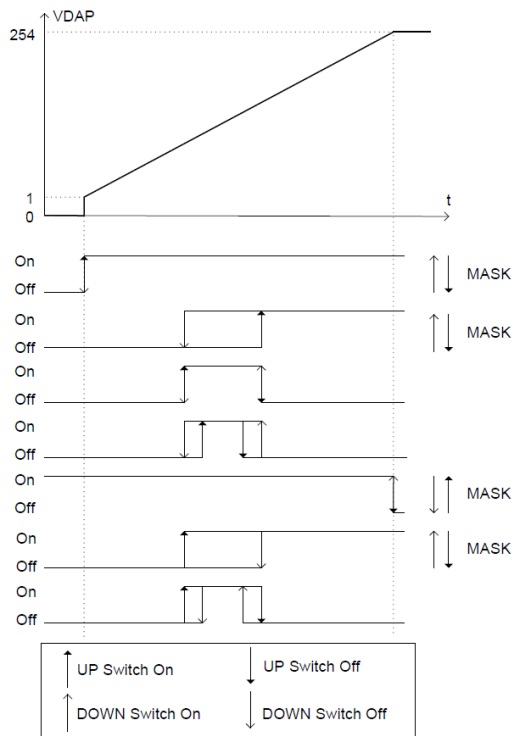 VDAP
254
1
0
t
On
Off
MASK
On
Off
MASK
On
Off
On
Off
On
Off
MASK
On
Off
MASK
On
Off
UP Switch On
UP Switch Off
DOWN Switch On
DOWN Switch Off